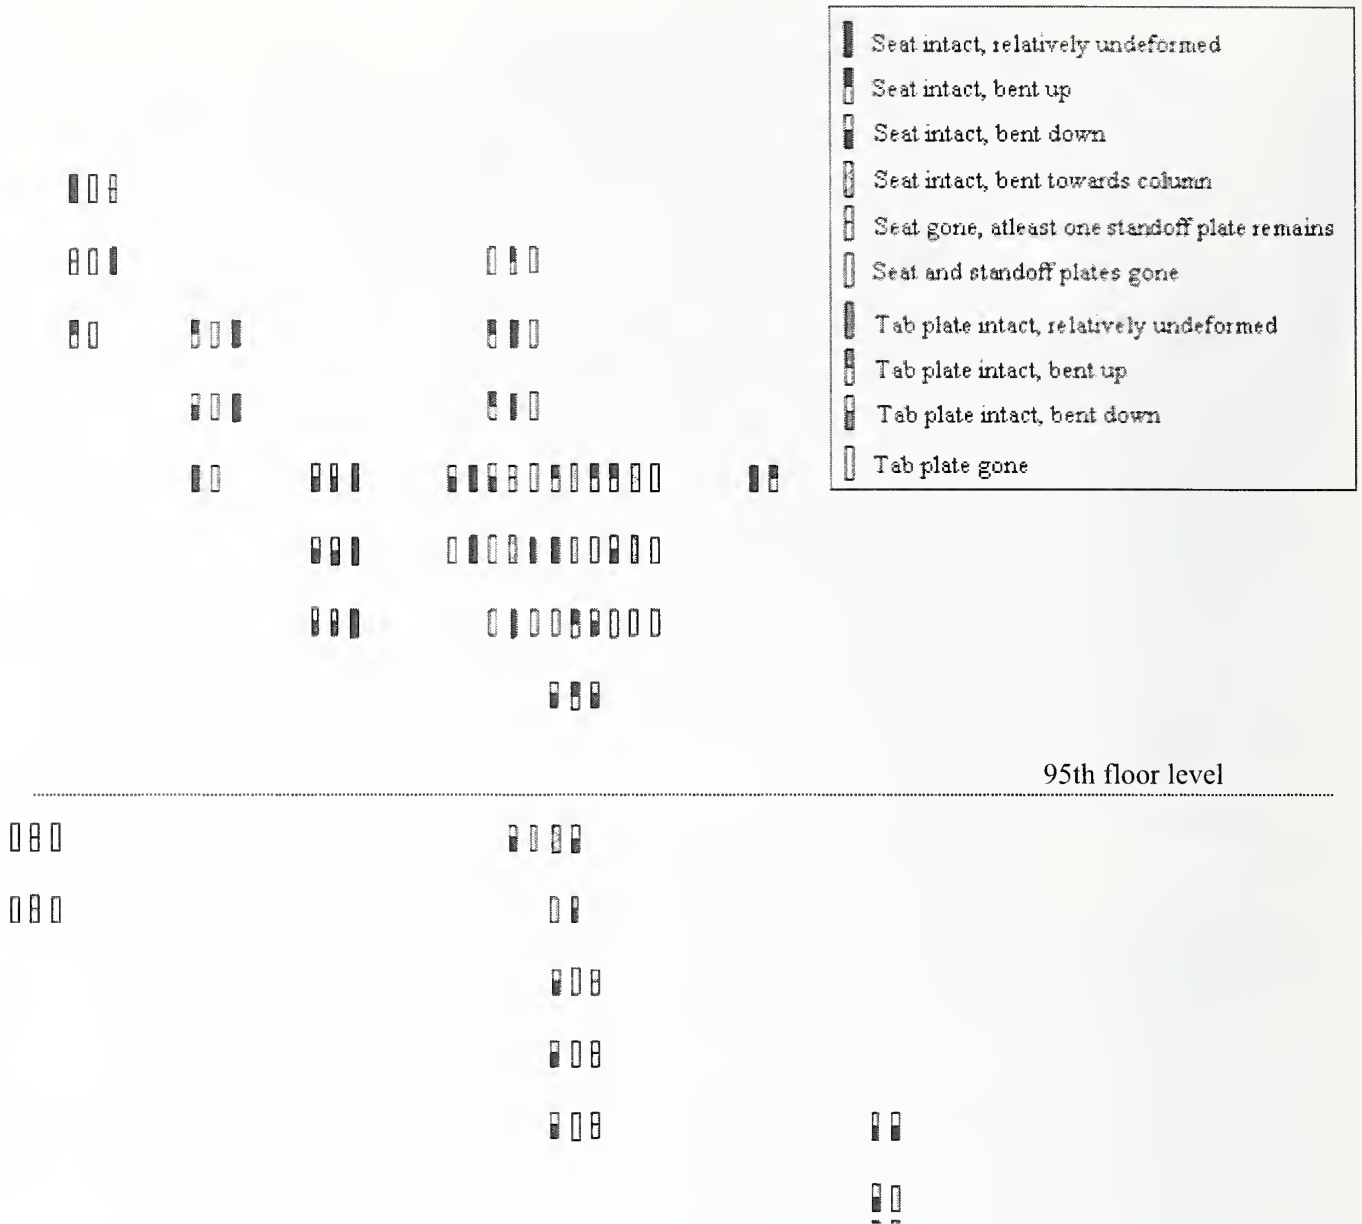 Seat intact, relatively undeformed
Seat intact, bent up
Seat intact, bent down
Seat intact, bent towards column
Seat gone, atleast one standoff plate remains
Seat and standoff plates gone
Tab plate intact, relatively undeformed
Tab plate intact, bent up
Tab plate intact, bent down
Tab plate gone
95th floor level